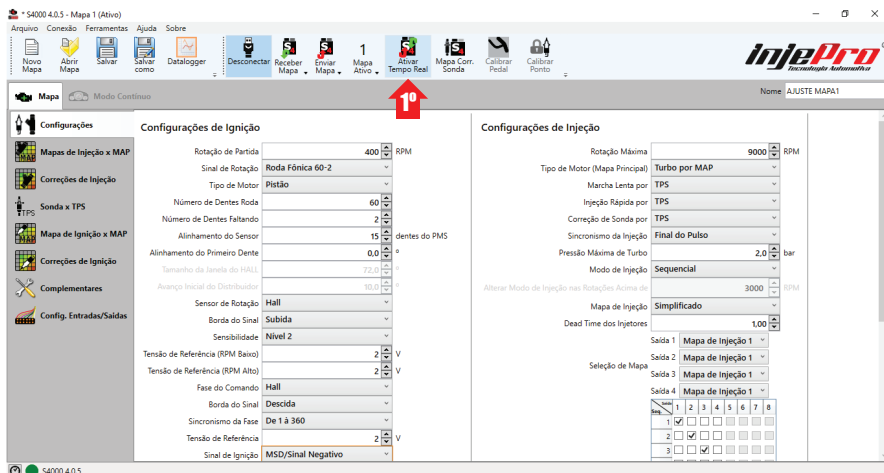 * S4000 4.0.5 - Mapa 1 (Ativo)
Arquivo Conexão Ferramentas Ajuda Sobre
Novo Mapa
Abrir Mapa
Salvar
Salvar como
Datalogger
Desconectar
Receber Mapa
Enviar Mapa
1 Mapa Ativo
Ativar Tempo Real
Mapa Corr. Sonda
Calibrar Pedal
Calibrar Ponto
InjePro
Tecnologia Automotiva
1º
Mapa
Modo Contínuo
Nome AJUSTE MAPA1
Configurações
Mapas de Injeção x MAP
Correções de Injeção
Sonda x TPS
Mapa de Ignição x MAP
Correções de Ignição
Complementares
Config. Entradas/Saídas
Configurações de Ignição
Rotação de Partida 400 RPM
Sinal de Rotação Roda Fônica 60-2
Tipo de Motor Pistão
Número de Dentes Roda 60
Número de Dentes Faltando 2
Alinhamento do Sensor 15 dentes do PMS
Alinhamento do Primeiro Dente 0,0 º
Tamanho da Janela do HALL 72.0 º
Avanço Inicial do Distribuidor 10.0 º
Sensor de Rotação Hall
Borda do Sinal Subida
Sensibilidade Nível 2
Tensão de Referência (RPM Baixo) 2 V
Tensão de Referência (RPM Alto) 2 V
Fase do Comando Hall
Borda do Sinal Descida
Sincronismo da Fase De 1 à 360
Tensão de Referência 2 V
Sinal de Ignição MSD/Sinal Negativo
Configurações de Injeção
Rotação Máxima 9000 RPM
Tipo de Motor (Mapa Principal) Turbo por MAP
Marcha Lenta por TPS
Injeção Rápida por TPS
Correção de Sonda por TPS
Sincronismo da Injeção Final do Pulso
Pressão Máxima de Turbo 2,0 bar
Modo de Injeção Sequencial
Alterer Modo de Injeção nas Rotações Acima de 3000 RPM
Mapa de Injeção Simplificado
Dead Time dos Injetores 1,00
Seleção de Mapa
Saída 1 Mapa de Injeção 1
Saída 2 Mapa de Injeção 1
Saída 3 Mapa de Injeção 1
Saída 4 Mapa de Injeção 1
Saída
Seq. 1 2 3 4 5 6 7 8
1
2
3
S4000 4.0.5